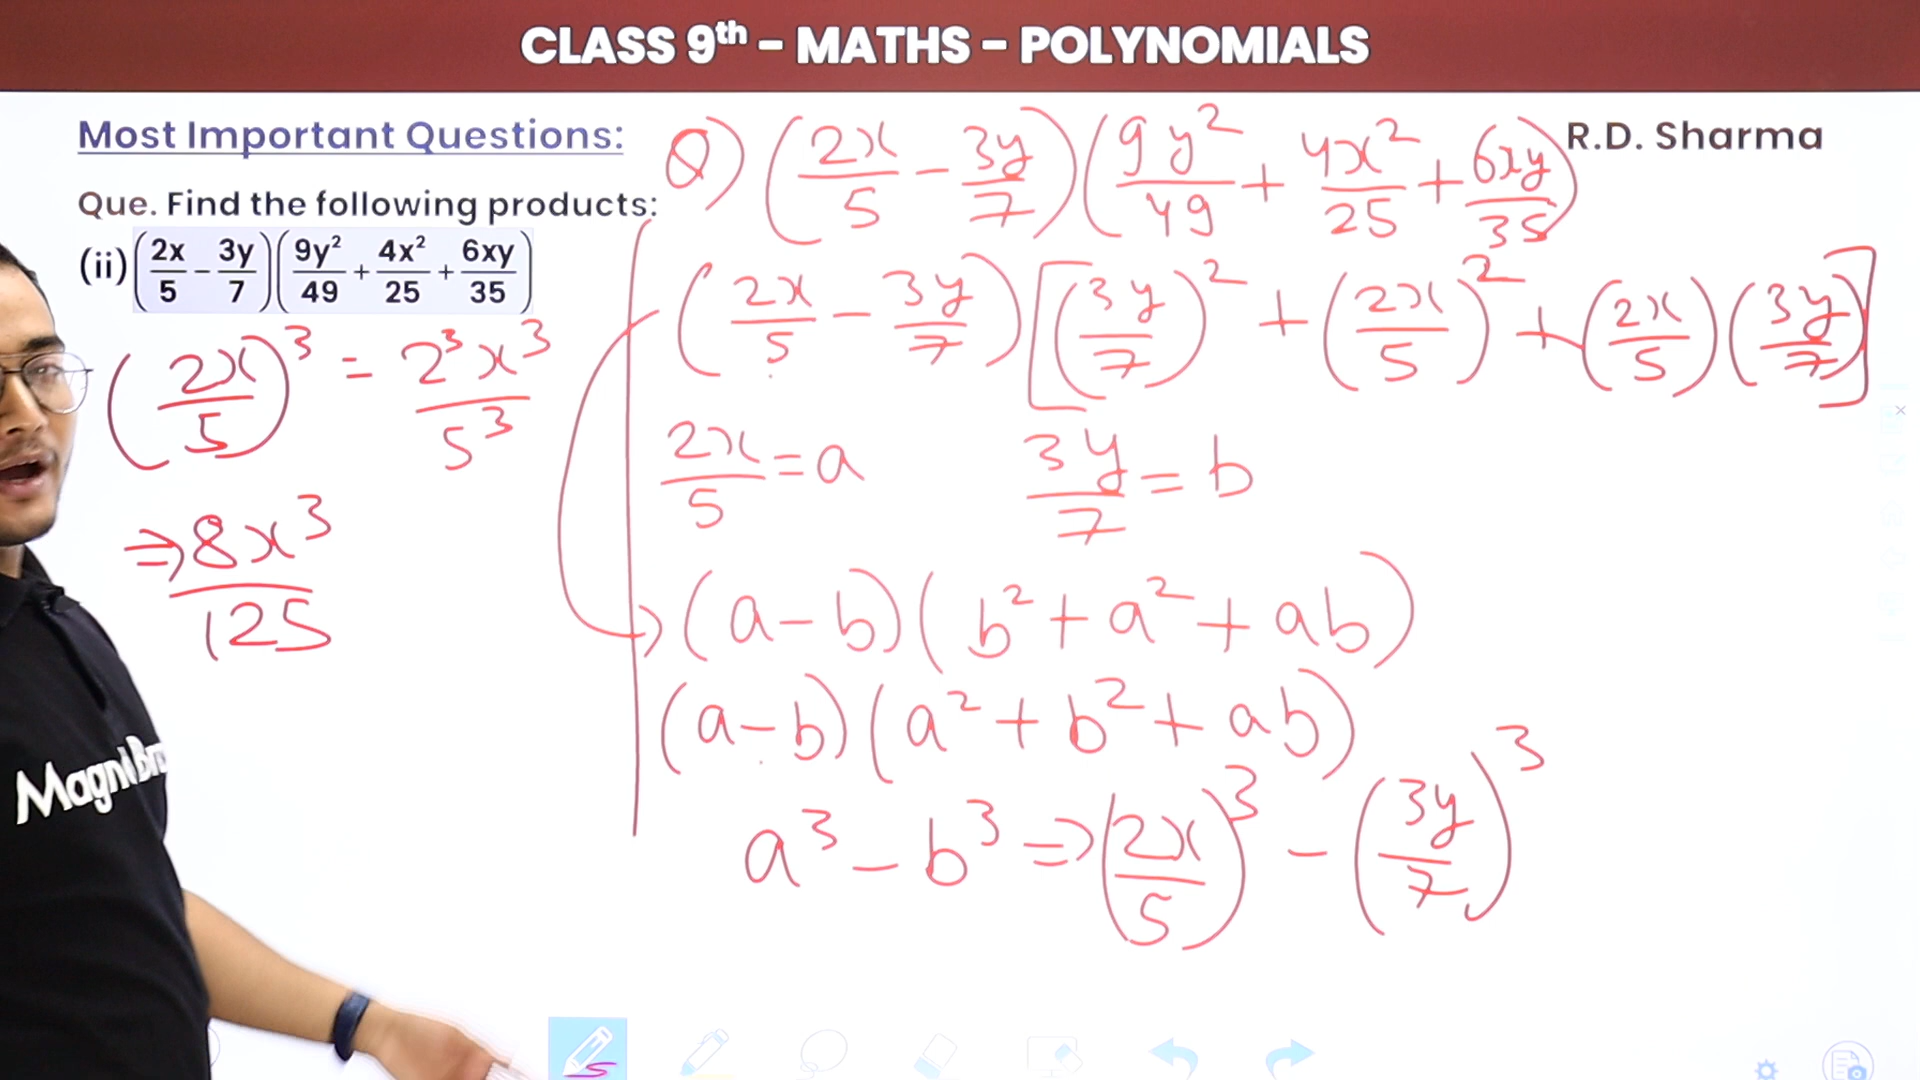 CLASS 9th - MATHS - POLYNOMIALS
Most Important Questions:
R.D. Sharma
Que. Find the following products:
(ii) (2x/5 - 3y/7)(9y²/49 + 4x²/25 + 6xy/35)
(2x/5)³ = 2³x³/5³
⇒ 8x³/125
Q) (2x/5 - 3y/7)(9y²/49 + 4x²/25 + 6xy/35)
(2x/5 - 3y/7)[(3y/7)² + (2x/5)² + (2x/5)(3y/7)]
2x/5 = a 3y/7 = b
(a-b)(b² + a² + ab)
(a-b)(a² + b² + ab)
a³ - b³ ⇒ (2x/5)³ - (3y/7)³
Magnet Bra